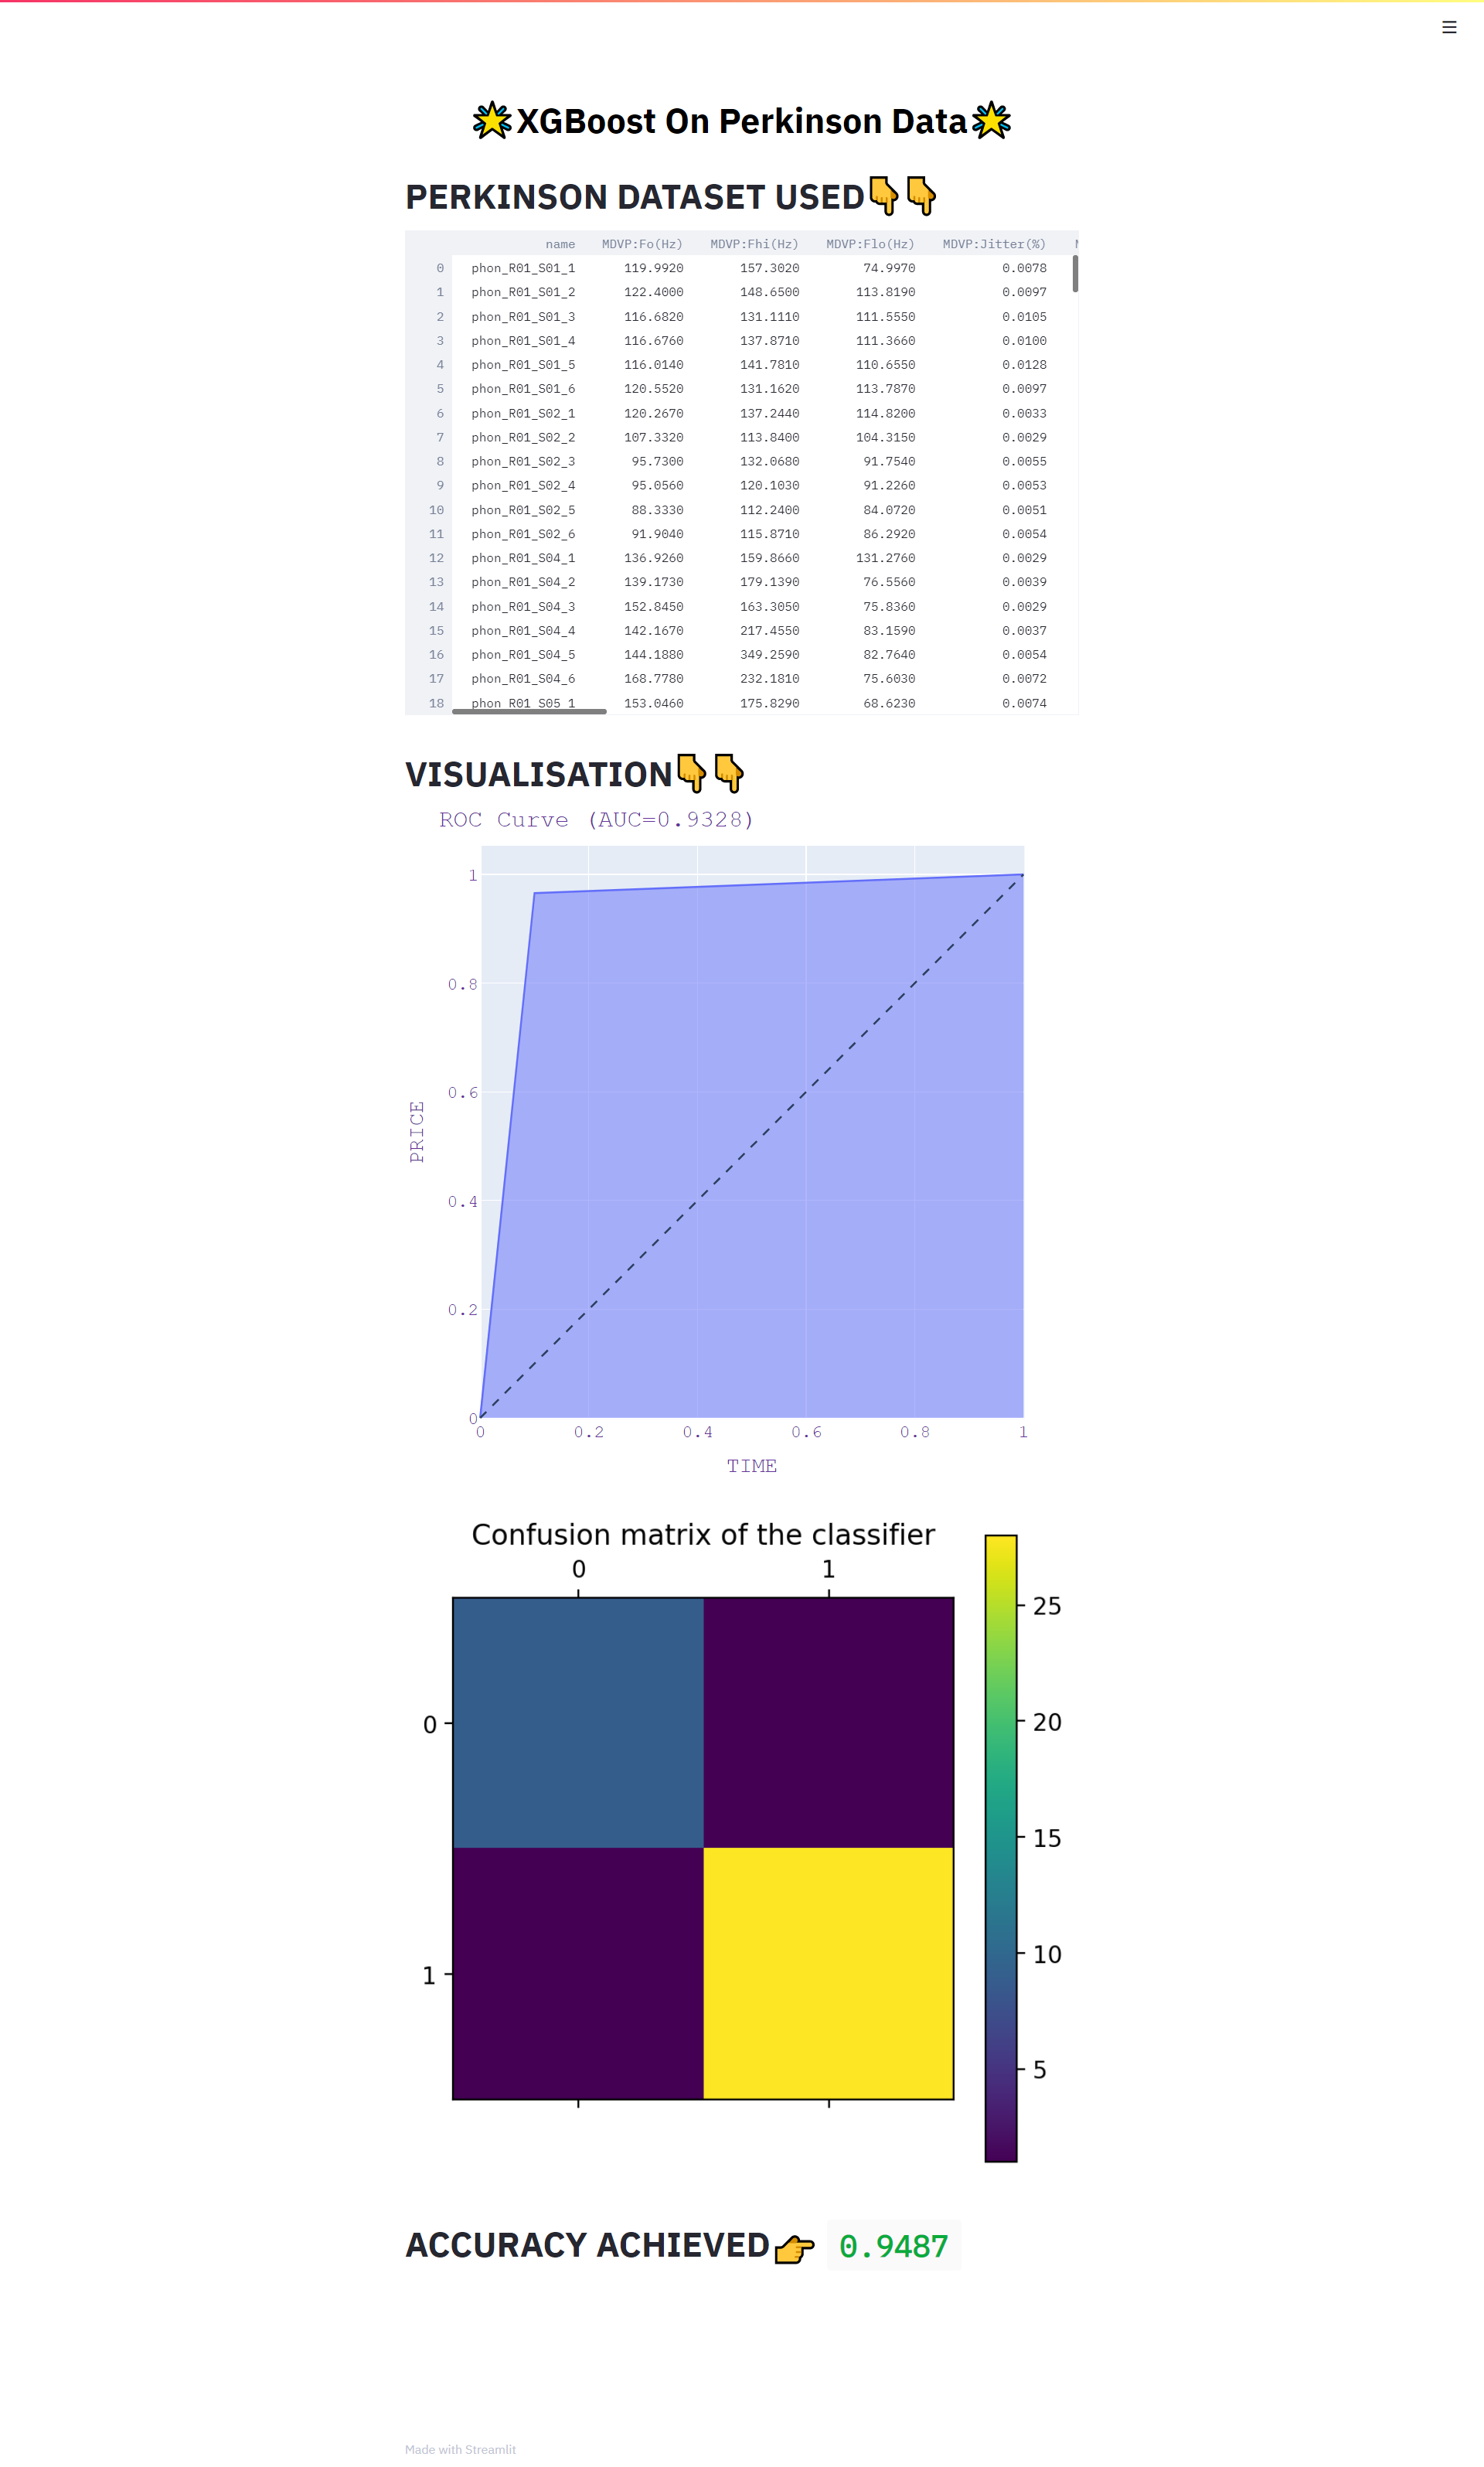 🌟XGBoost On Perkinson Data🌟
PERKINSON DATASET USED👇👇
name MDVP:Fo(Hz) MDVP:Fhi(Hz) MDVP:Flo(Hz) MDVP:Jitter(%)
0 phon_R01_S01_1 119.9920 157.3020 74.9970 0.0078
1 phon_R01_S01_2 122.4000 148.6500 113.8190 0.0097
2 phon_R01_S01_3 116.6820 131.1110 111.5550 0.0105
3 phon_R01_S01_4 116.6760 137.8710 111.3660 0.0100
4 phon_R01_S01_5 116.0140 141.7810 110.6550 0.0128
5 phon_R01_S01_6 120.5520 131.1620 113.7870 0.0097
6 phon_R01_S02_1 120.2670 137.2440 114.8200 0.0033
7 phon_R01_S02_2 107.3320 113.8400 104.3150 0.0029
8 phon_R01_S02_3 95.7300 132.0680 91.7540 0.0055
9 phon_R01_S02_4 95.0560 120.1030 91.2260 0.0053
10 phon_R01_S02_5 88.3330 112.2400 84.0720 0.0051
11 phon_R01_S02_6 91.9040 115.8710 86.2920 0.0054
12 phon_R01_S04_1 136.9260 159.8660 131.2760 0.0029
13 phon_R01_S04_2 139.1730 179.1390 76.5560 0.0039
14 phon_R01_S04_3 152.8450 163.3050 75.8360 0.0029
15 phon_R01_S04_4 142.1670 217.4550 83.1590 0.0037
16 phon_R01_S04_5 144.1880 349.2590 82.7640 0.0054
17 phon_R01_S04_6 168.7780 232.1810 75.6030 0.0072
18 phon_R01_S05_1 153.0460 175.8290 68.6230 0.0074
VISUALISATION👇👇
ROC Curve (AUC=0.9328)
1
0.8
0.6
PRICE
0.4
0.2
0
0 0.2 0.4 0.6 0.8 1
TIME
Confusion matrix of the classifier
0 1
25
0 20
15
10
1
5
ACCURACY ACHIEVED👉 0.9487
Made with Streamlit